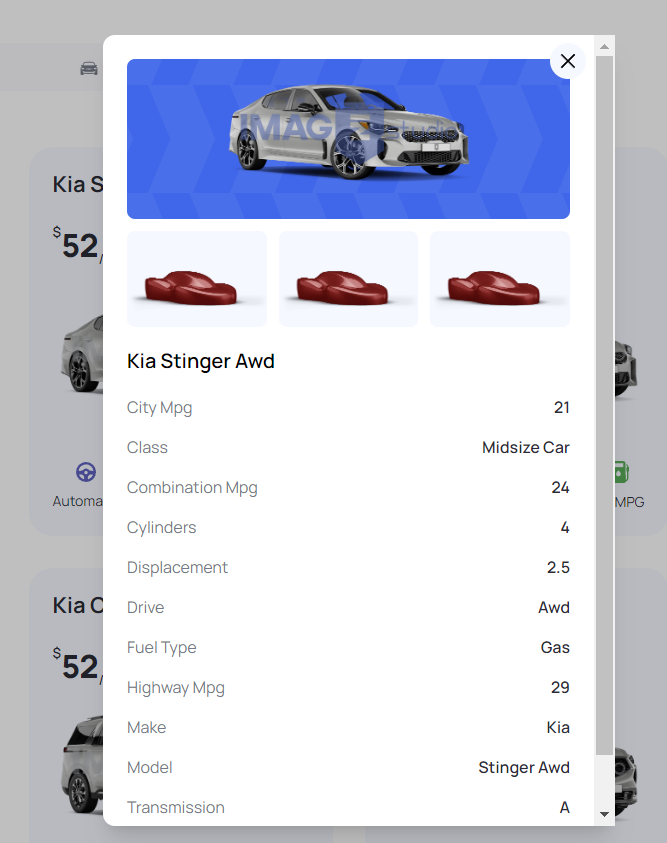 IMAG
Kia S
$52,
Automa
MPG
Kia Stinger Awd
City Mpg 21
Class Midsize Car
Combination Mpg 24
Cylinders 4
Displacement 2.5
Drive Awd
Fuel Type Gas
Highway Mpg 29
Make Kia
Model Stinger Awd
Transmission A
Kia C
$52,